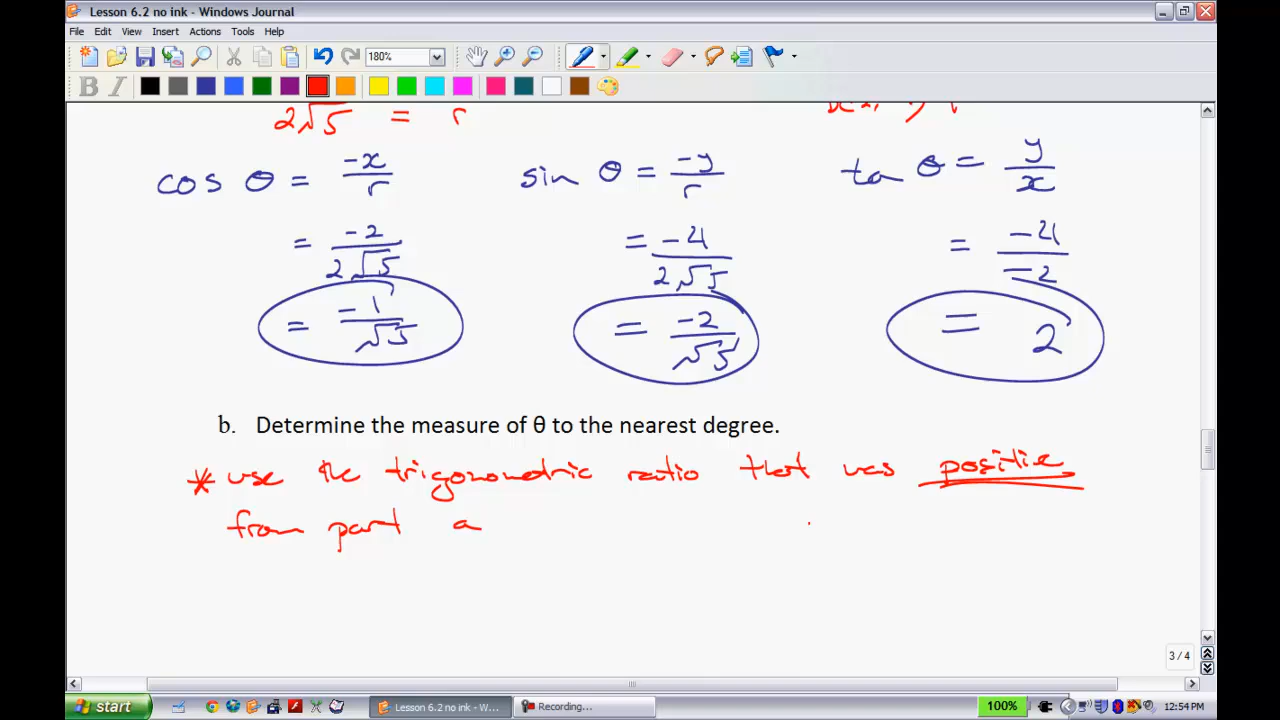 Lesson 6.2 no ink - Windows Journal
File Edit View Insert Actions Tools Help
180%
B I
2√5 = r
cos θ = -x/r sin θ = -y/r tan θ = y/x
= -2/2√5 = -4/2√5 = -4/-2
= -1/√5 = -2/√5 = 2
b. Determine the measure of θ to the nearest degree.
* use the trigonometric ratio that was positive
from part a
3 / 4
start Lesson 6.2 no ink - W... Recording... 100% 12:54 PM